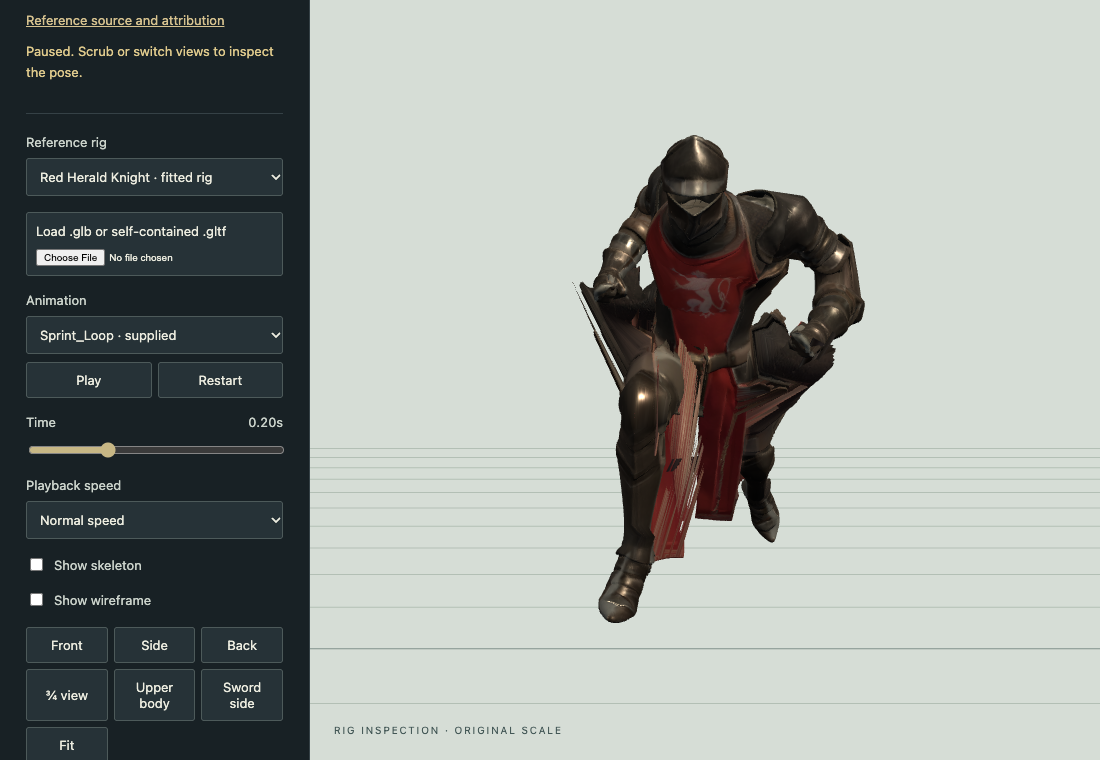 Reference source and attribution
Paused. Scrub or switch views to inspect
the pose.
Reference rig
Red Herald Knight · fitted rig
Load .glb or self-contained .gltf
Choose File No file chosen
Animation
Sprint_Loop · supplied
Play Restart
Time 0.20s
Playback speed
Normal speed
Show skeleton
Show wireframe
Front Side Back
¾ view Upper body Sword side
Fit
RIG INSPECTION · ORIGINAL SCALE